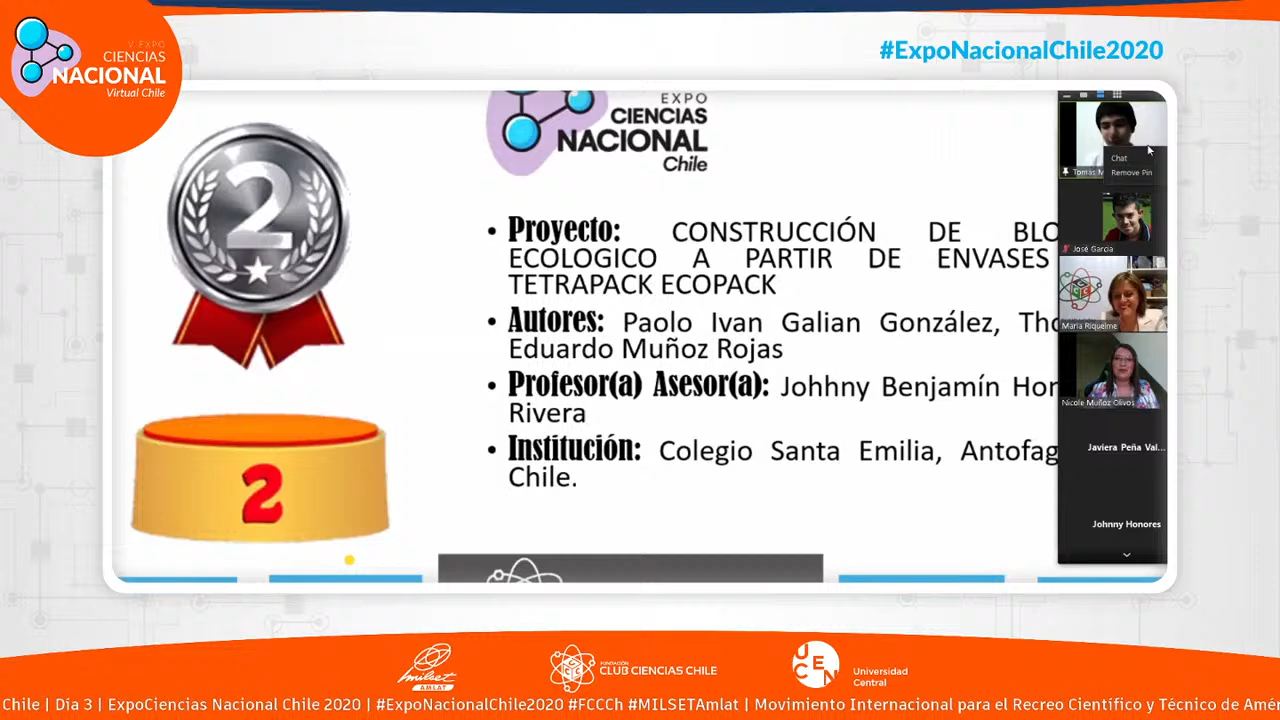 V EXPO
CIENCIAS
NACIONAL
Virtual Chile
#ExpoNacionalChile2020
2
EXPO
CIENCIAS
NACIONAL
Chile
• Proyecto: CONSTRUCCIÓN DE BLO
ECOLOGICO A PARTIR DE ENVASES
TETRAPACK ECOPACK
• Autores: Paolo Ivan Galian González, Tho
Eduardo Muñoz Rojas
• Profesor(a) Asesor(a): Johhny Benjamín Hon
Rivera
• Institución: Colegio Santa Emilia, Antofag
Chile.
2
Chat
Remove Pin
Tomás M
José García
María Riquelme
Nicole Muñoz Olivos
Javiera Peña Val...
Johnny Honores
milset
AMLAT
FUNDACIÓN
CLUB CIENCIAS CHILE
UCEN
Universidad
Central
Chile | Día 3 | ExpoCiencias Nacional Chile 2020 | #ExpoNacionalChile2020 #FCCCh #MILSETAmlat | Movimiento Internacional para el Recreo Científico y Técnico de Amé